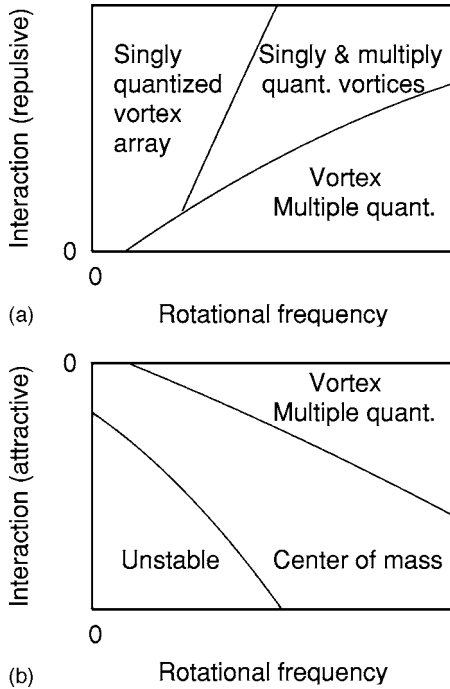 Interaction (repulsive)
Singly
quantized
vortex
array
Singly & multiply
quant. vortices
Vortex
Multiple quant.
0
0
(a)
Rotational frequency
Interaction (attractive)
0
Vortex
Multiple quant.
Unstable
Center of mass
0
(b)
Rotational frequency